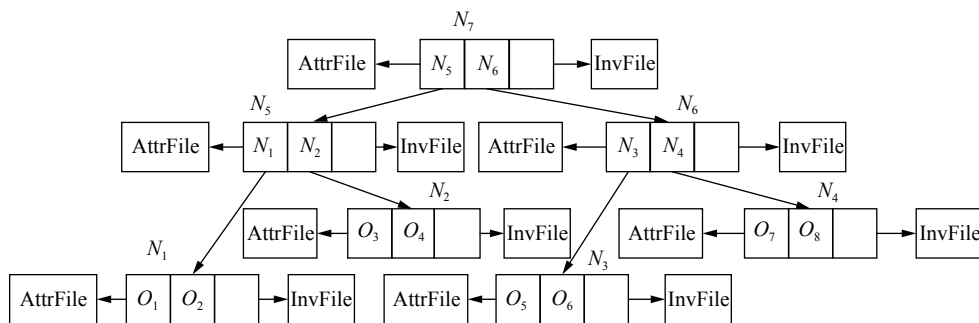 N₇
AttrFile N₅ N₆ InvFile
N₅ N₆
AttrFile N₁ N₂ InvFile AttrFile N₃ N₄ InvFile
N₂ N₄
AttrFile O₃ O₄ InvFile AttrFile O₇ O₈ InvFile
N₁ N₃
AttrFile O₁ O₂ InvFile AttrFile O₅ O₆ InvFile